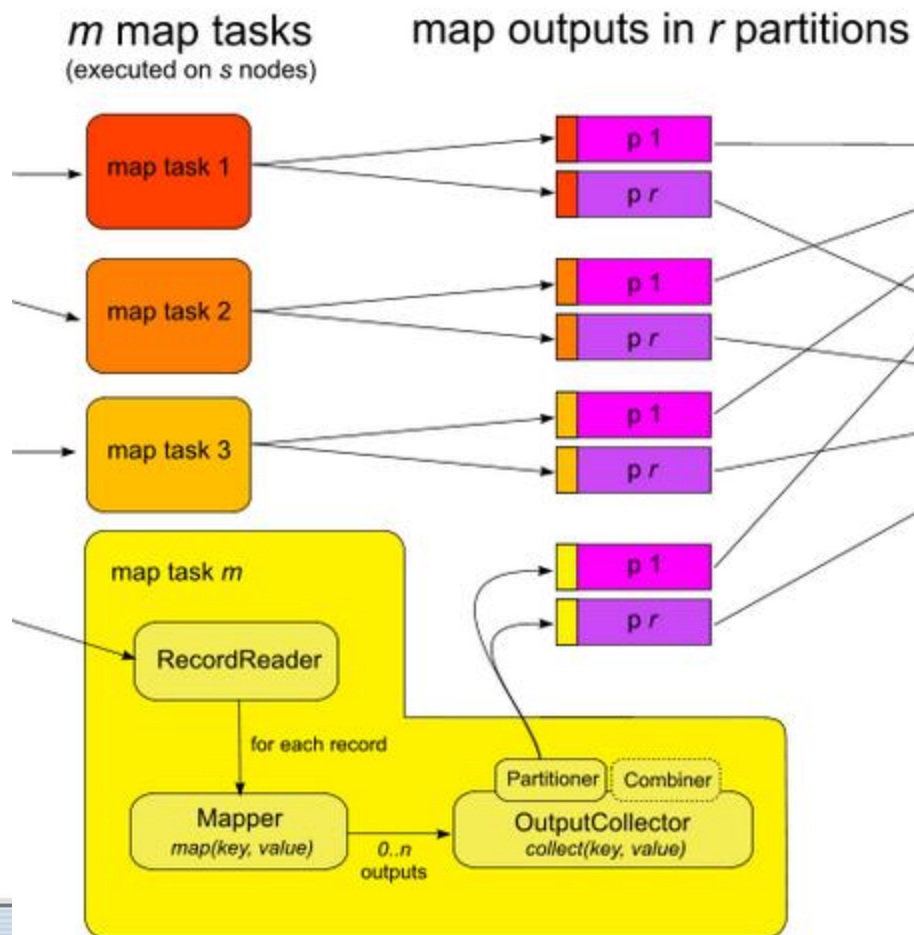 m map tasks
(executed on s nodes)
map outputs in r partitions
map task 1
p 1
p r
map task 2
p 1
p r
map task 3
p 1
p r
map task m
p 1
p r
RecordReader
for each record
Partitioner
Combiner
Mapper
map(key, value)
0..n
outputs
OutputCollector
collect(key, value)